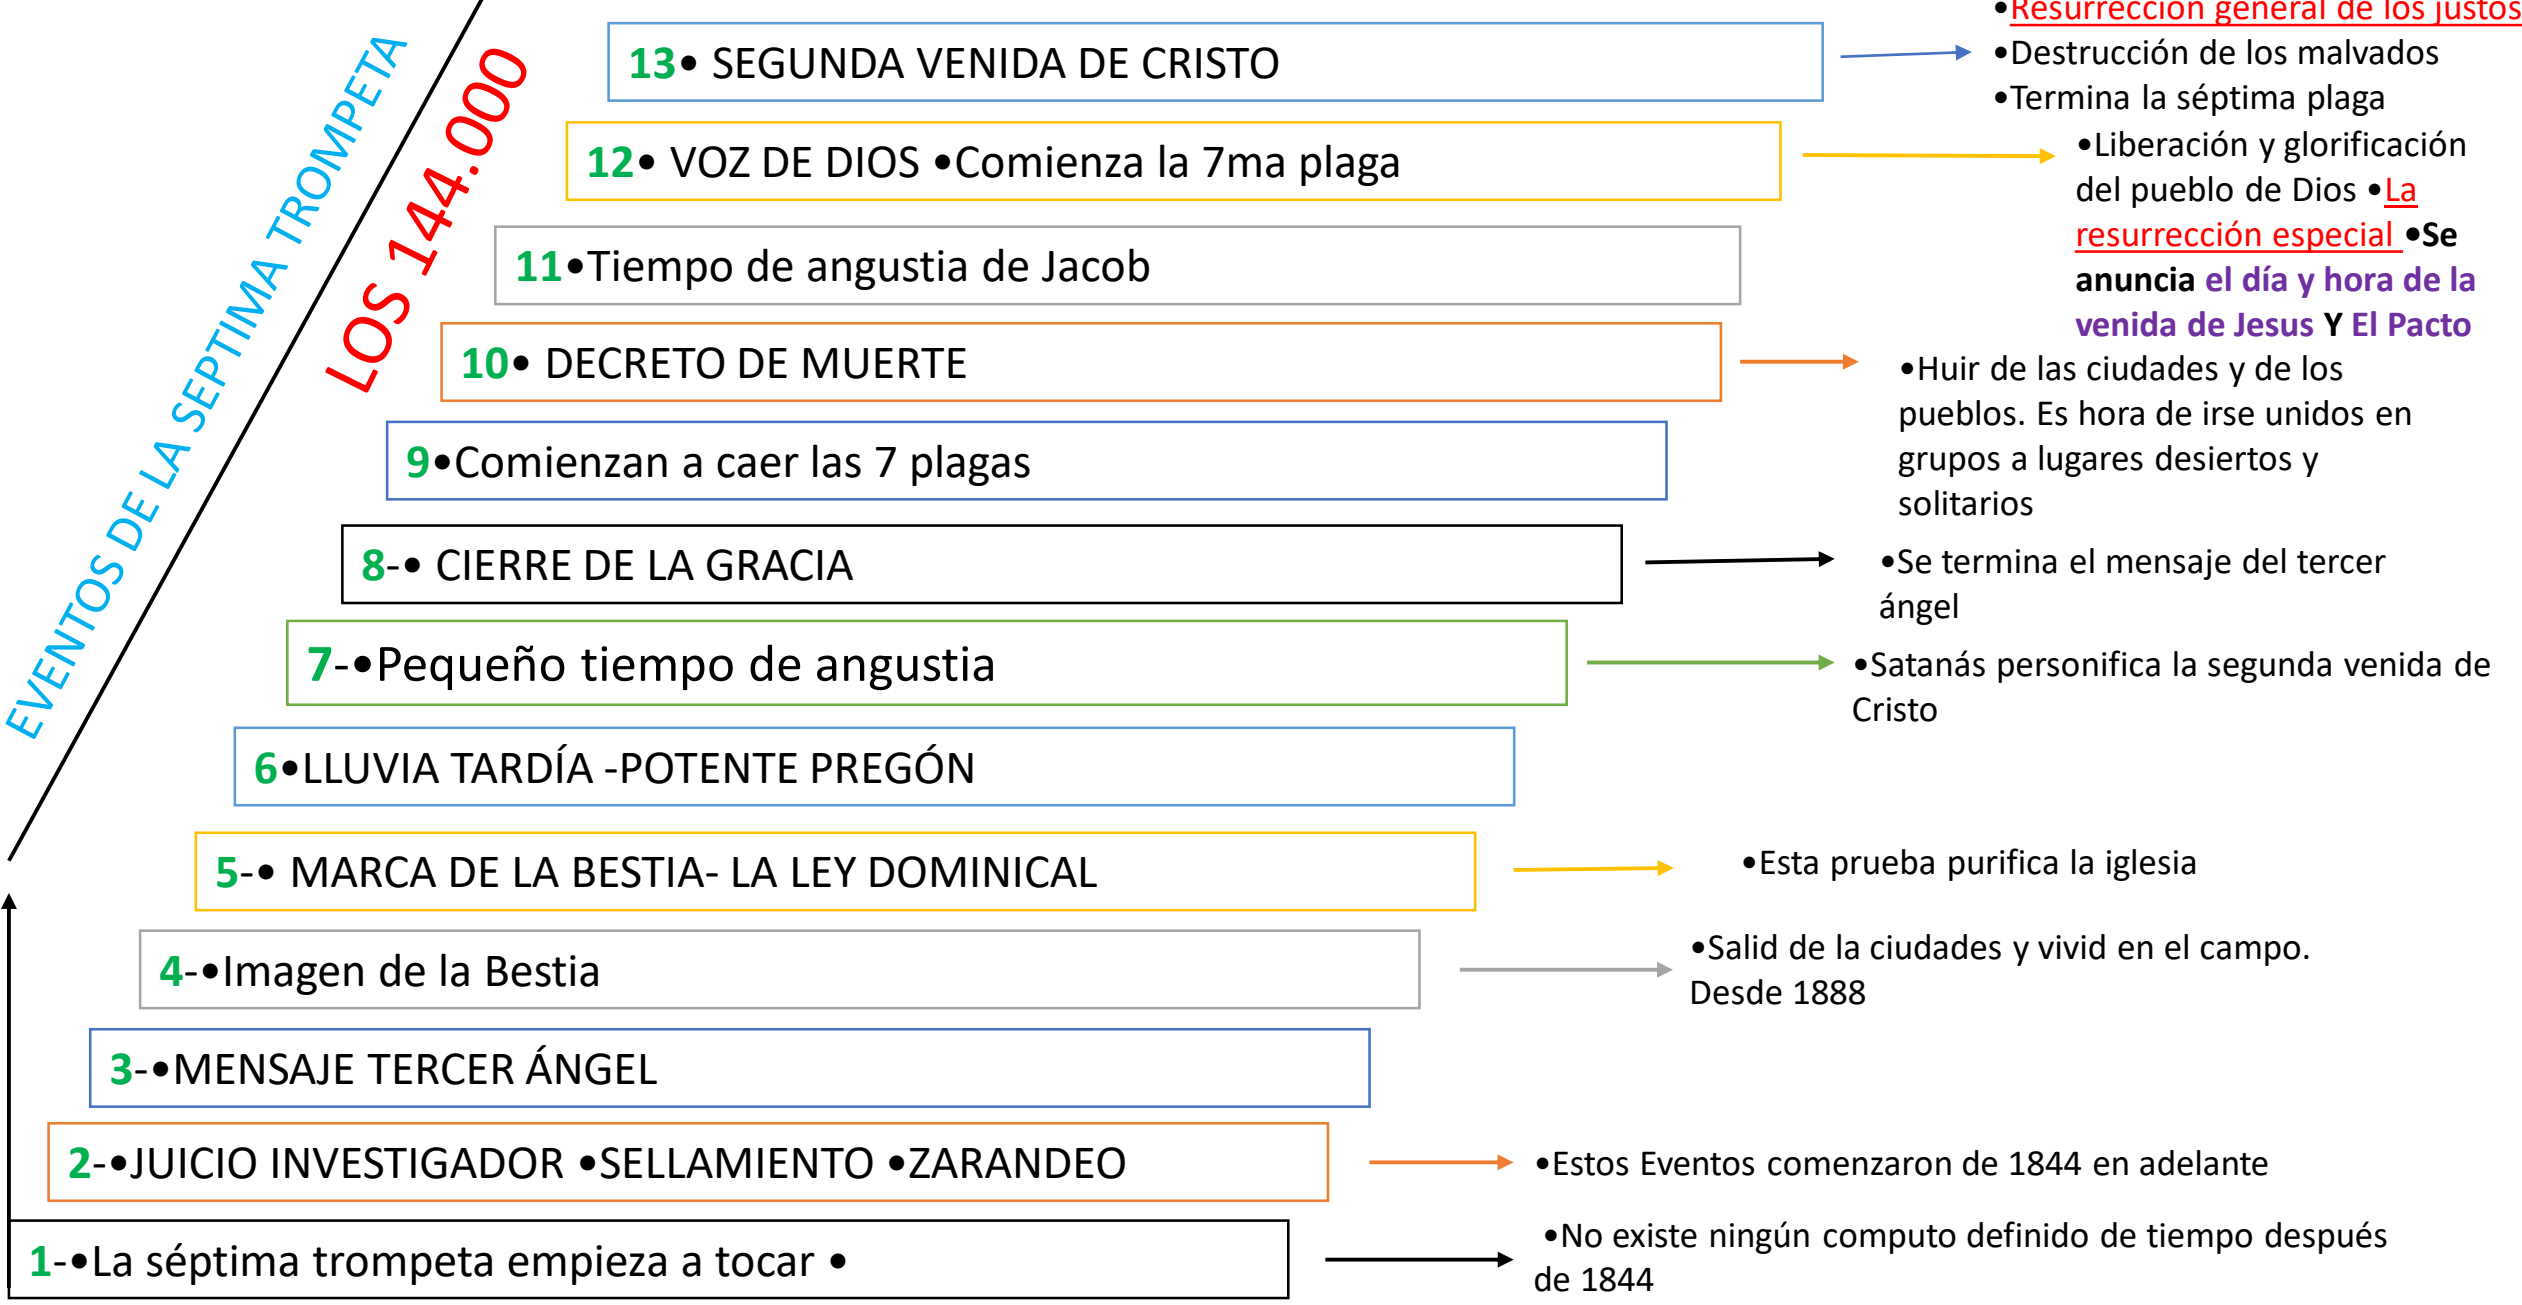 EVENTOS DE LA SEPTIMA TROMPETA
LOS 144.000
13• SEGUNDA VENIDA DE CRISTO
•Resurrección general de los justos
•Destrucción de los malvados
•Termina la séptima plaga
12• VOZ DE DIOS •Comienza la 7ma plaga
•Liberación y glorificación
del pueblo de Dios •La
resurrección especial •Se
anuncia el día y hora de la
venida de Jesus Y El Pacto
11•Tiempo de angustia de Jacob
10• DECRETO DE MUERTE
•Huir de las ciudades y de los
pueblos. Es hora de irse unidos en
grupos a lugares desiertos y
solitarios
9•Comienzan a caer las 7 plagas
8-• CIERRE DE LA GRACIA
•Se termina el mensaje del tercer
ángel
7-•Pequeño tiempo de angustia
•Satanás personifica la segunda venida de
Cristo
6•LLUVIA TARDÍA -POTENTE PREGÓN
5-• MARCA DE LA BESTIA- LA LEY DOMINICAL
•Esta prueba purifica la iglesia
4-•Imagen de la Bestia
•Salid de la ciudades y vivid en el campo.
Desde 1888
3-•MENSAJE TERCER ÁNGEL
2-•JUICIO INVESTIGADOR •SELLAMIENTO •ZARANDEO
•Estos Eventos comenzaron de 1844 en adelante
1-•La séptima trompeta empieza a tocar •
•No existe ningún computo definido de tiempo después
de 1844